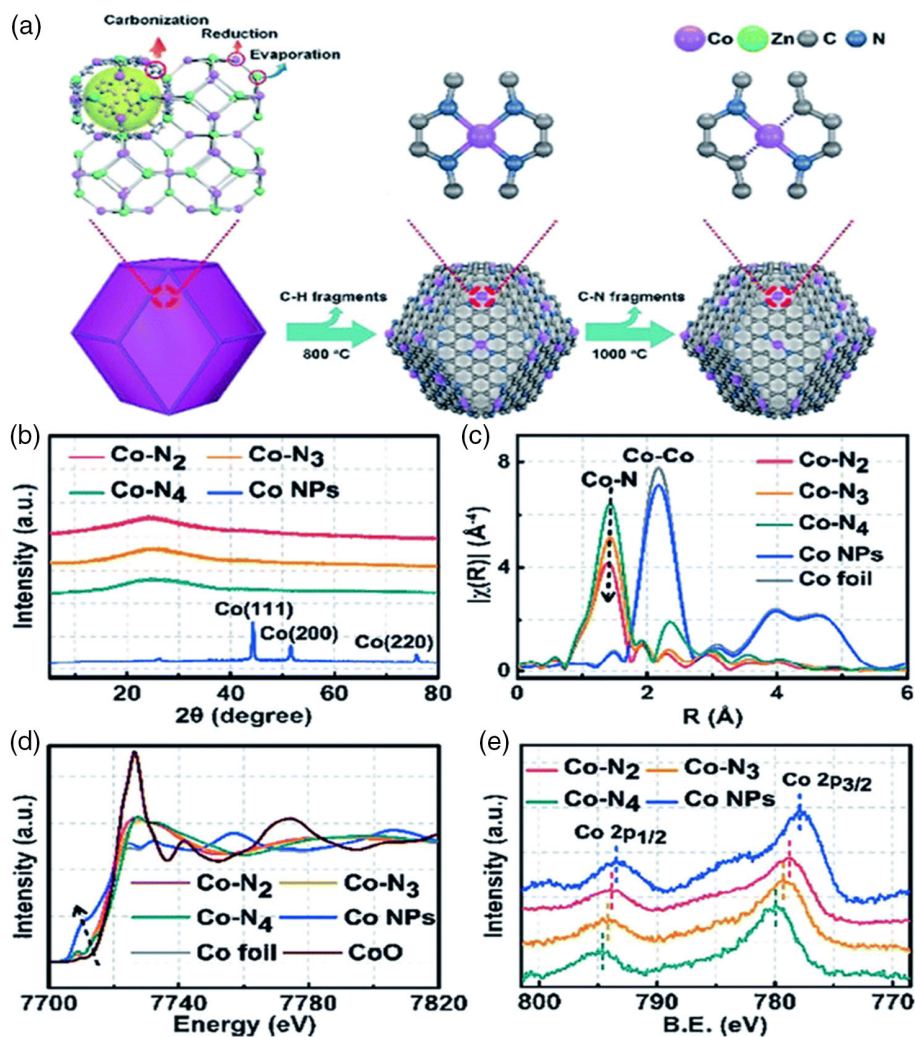 (a)
Carbonization
Reduction
Evaporation
Co Zn C N
C-H fragments
800 °C
C-N fragments
1000 °C
(b)
Co-N2 Co-N3
Co-N4 Co NPs
Co(111)
Co(200)
Co(220)
Intensity (a.u.)
20 40 60 80
2θ (degree)
(c)
Co-Co
Co-N
Co-N2
Co-N3
Co-N4
Co NPs
Co foil
|χ(R)| (Å-4)
8
4
0
0 2 4 6
R (Å)
(d)
Co-N2 Co-N3
Co-N4 Co NPs
Co foil CoO
Intensity (a.u.)
7700 7740 7780 7820
Energy (eV)
(e)
Co-N2 Co-N3
Co-N4 Co NPs
Co 2p3/2
Co 2p1/2
Intensity (a.u.)
800 790 780 770
B.E. (eV)